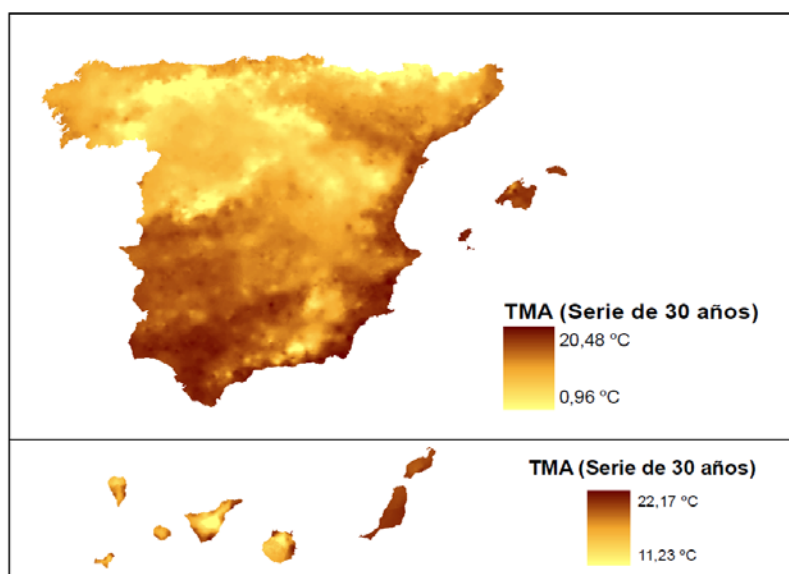 TMA (Serie de 30 años)
20,48 ºC
0,96 ºC
TMA (Serie de 30 años)
22,17 ºC
11,23 ºC